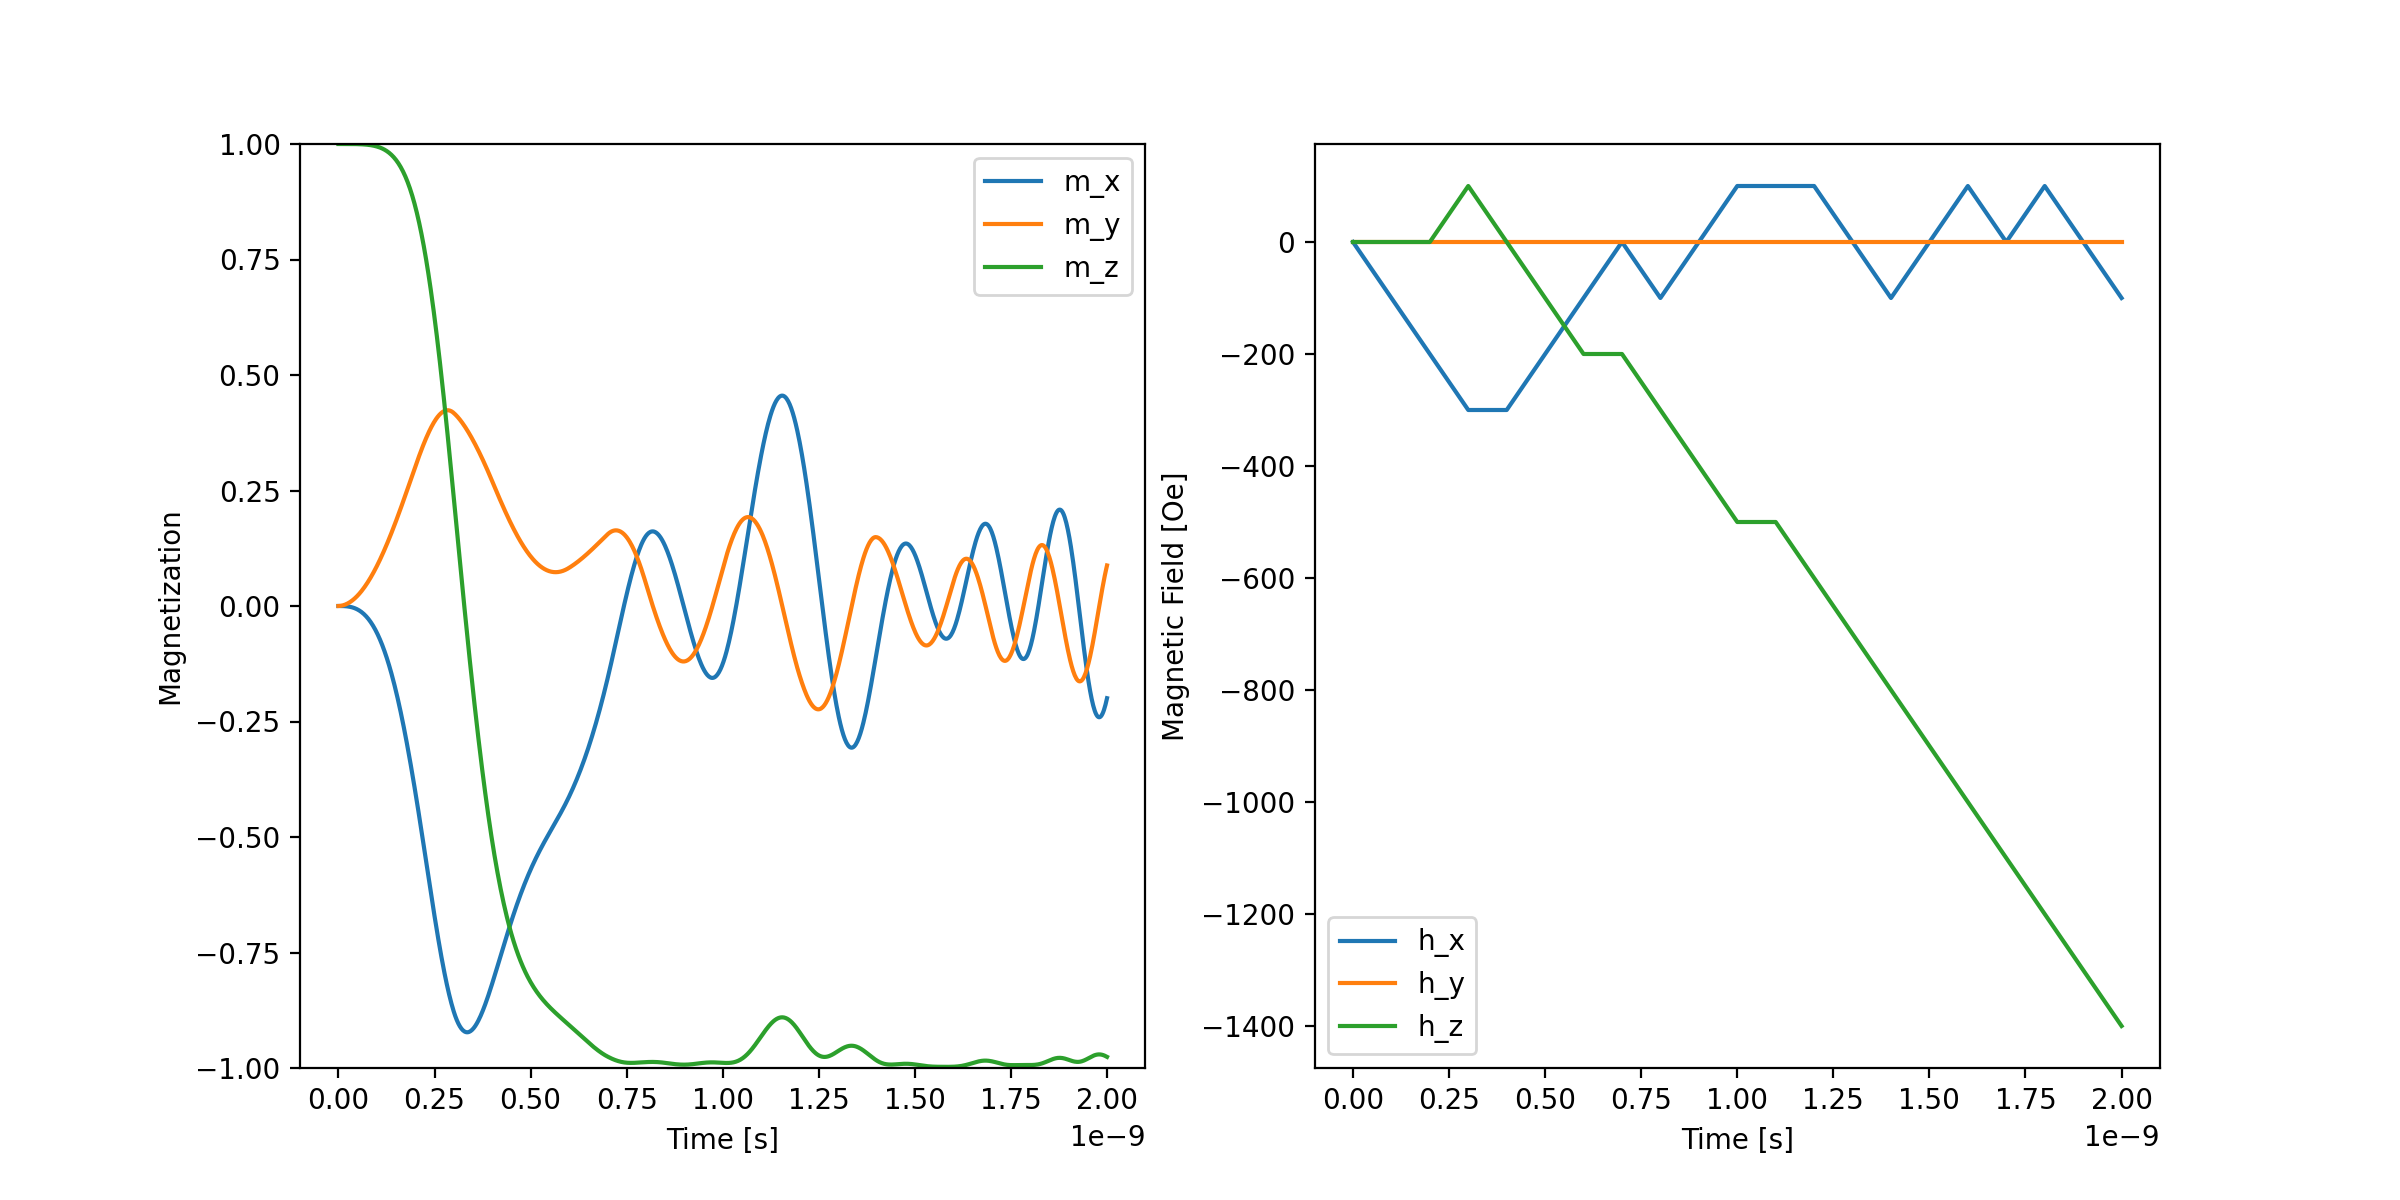 Magnetization
1.00
0.75
0.50
0.25
0.00
−0.25
−0.50
−0.75
−1.00
m_x
m_y
m_z
0.00 0.25 0.50 0.75 1.00 1.25 1.50 1.75 2.00
Time [s]
1e−9
Magnetic Field [Oe]
0
−200
−400
−600
−800
−1000
−1200
−1400
h_x
h_y
h_z
0.00 0.25 0.50 0.75 1.00 1.25 1.50 1.75 2.00
Time [s]
1e−9